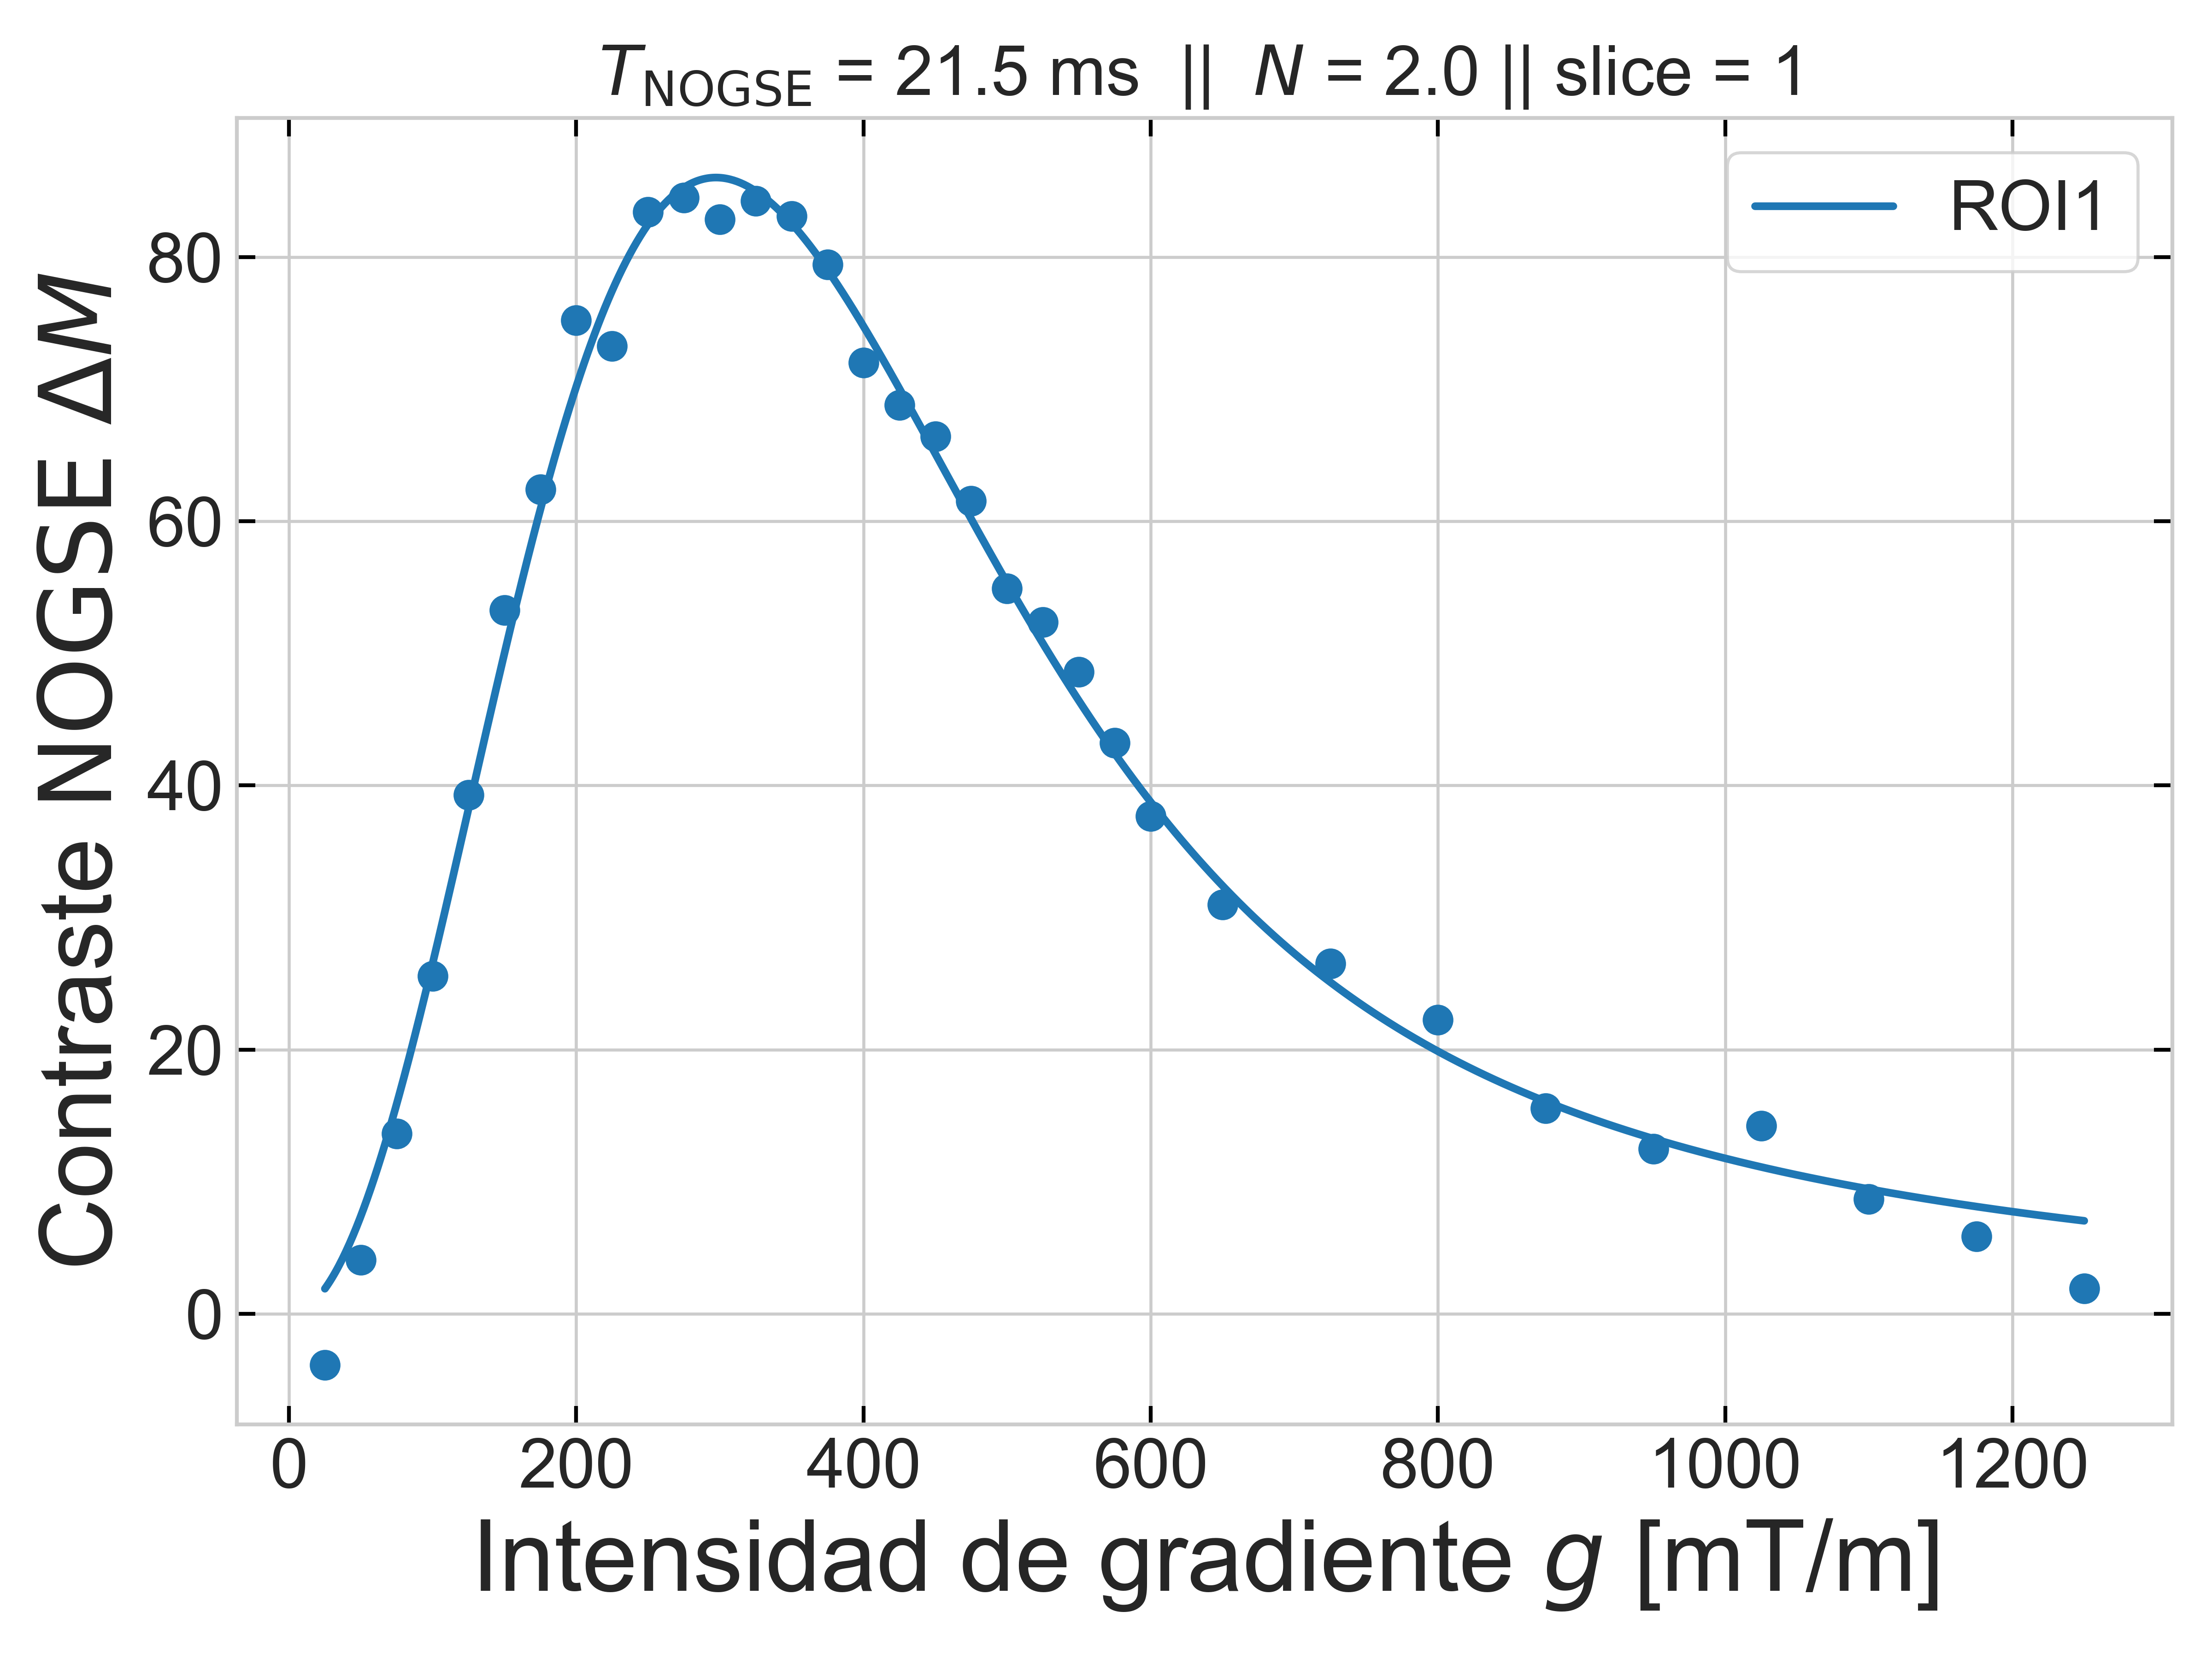 T_NOGSE = 21.5 ms || N = 2.0 || slice = 1
ROI1
Contraste NOGSE ΔM
80
60
40
20
0
0 200 400 600 800 1000 1200
Intensidad de gradiente g [mT/m]